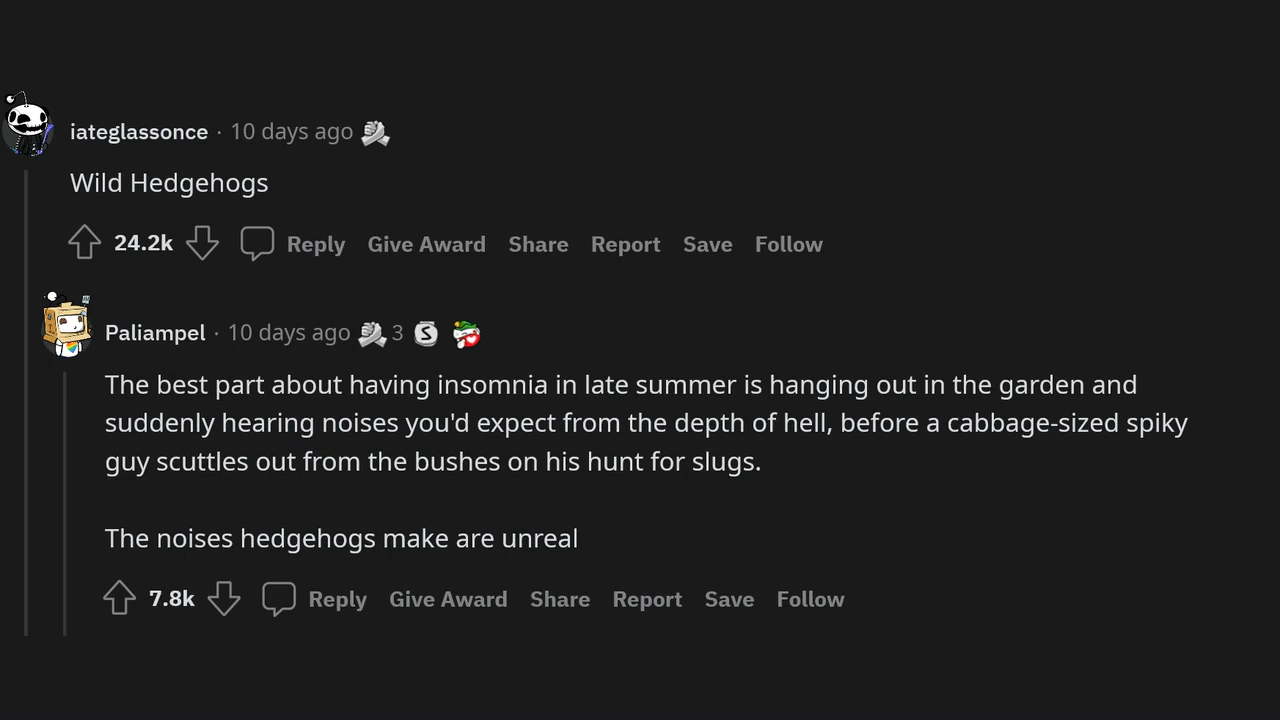 iateglassonce · 10 days ago
Wild Hedgehogs
24.2k Reply Give Award Share Report Save Follow
Paliampel · 10 days ago 3 S
The best part about having insomnia in late summer is hanging out in the garden and
suddenly hearing noises you'd expect from the depth of hell, before a cabbage-sized spiky
guy scuttles out from the bushes on his hunt for slugs.
The noises hedgehogs make are unreal
7.8k Reply Give Award Share Report Save Follow